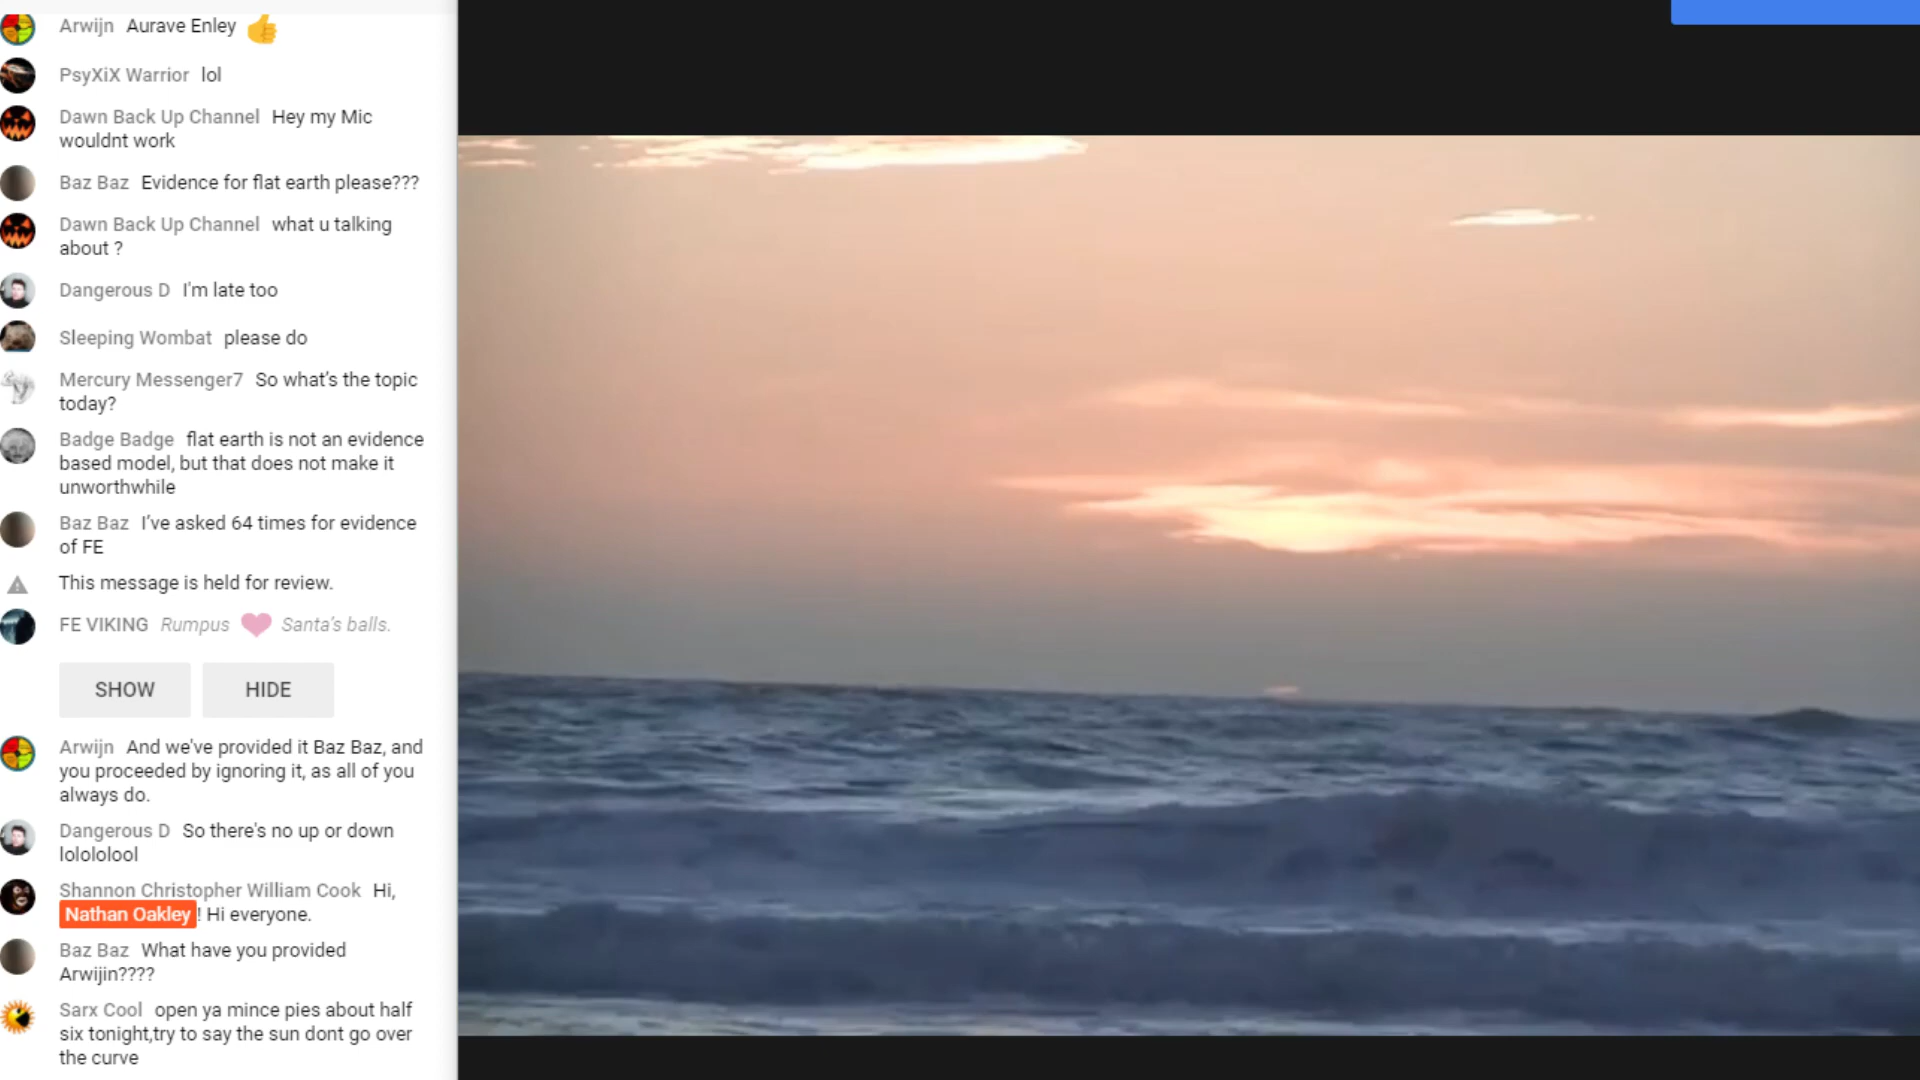 Arwijn Aurave Enley
PsyXiX Warrior lol
Dawn Back Up Channel Hey my Mic
wouldnt work
Baz Baz Evidence for flat earth please???
Dawn Back Up Channel what u talking
about ?
Dangerous D I'm late too
Sleeping Wombat please do
Mercury Messenger7 So what's the topic
today?
Badge Badge flat earth is not an evidence
based model, but that does not make it
unworthwhile
Baz Baz I've asked 64 times for evidence
of FE
This message is held for review.
FE VIKING Rumpus Santa's balls.
SHOW HIDE
Arwijn And we've provided it Baz Baz, and
you proceeded by ignoring it, as all of you
always do.
Dangerous D So there's no up or down
lolololool
Shannon Christopher William Cook Hi,
Nathan Oakley! Hi everyone.
Baz Baz What have you provided
Arwijin????
Sarx Cool open ya mince pies about half
six tonight,try to say the sun dont go over
the curve